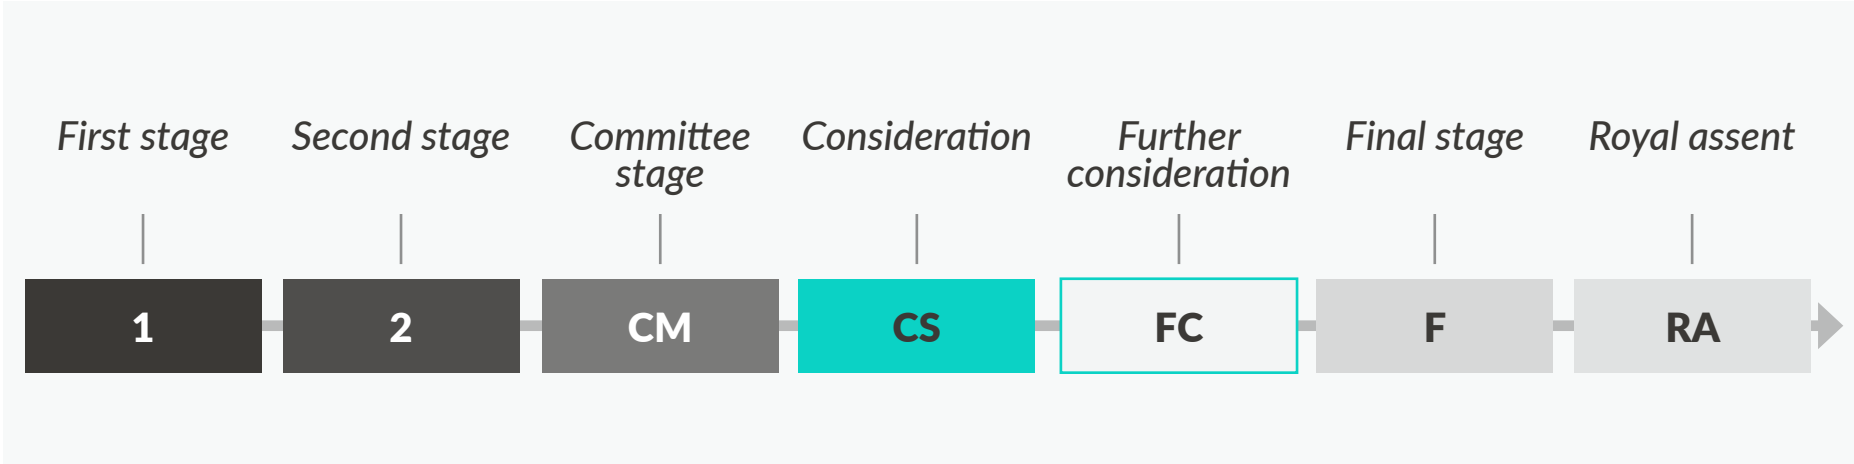 First stage
Second stage
Committee
stage
Consideration
Further
consideration
Final stage
Royal assent
1
2
CM
CS
FC
F
RA